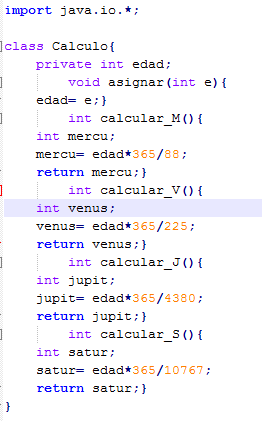 import java.io.*;
class Calculo{
private int edad;
void asignar(int e){
edad= e;}
int calcular_M(){
int mercu;
mercu= edad*365/88;
return mercu;}
int calcular_V(){
int venus;
venus= edad*365/225;
return venus;}
int calcular_J(){
int jupit;
jupit= edad*365/4380;
return jupit;}
int calcular_S(){
int satur;
satur= edad*365/10767;
return satur;}
}